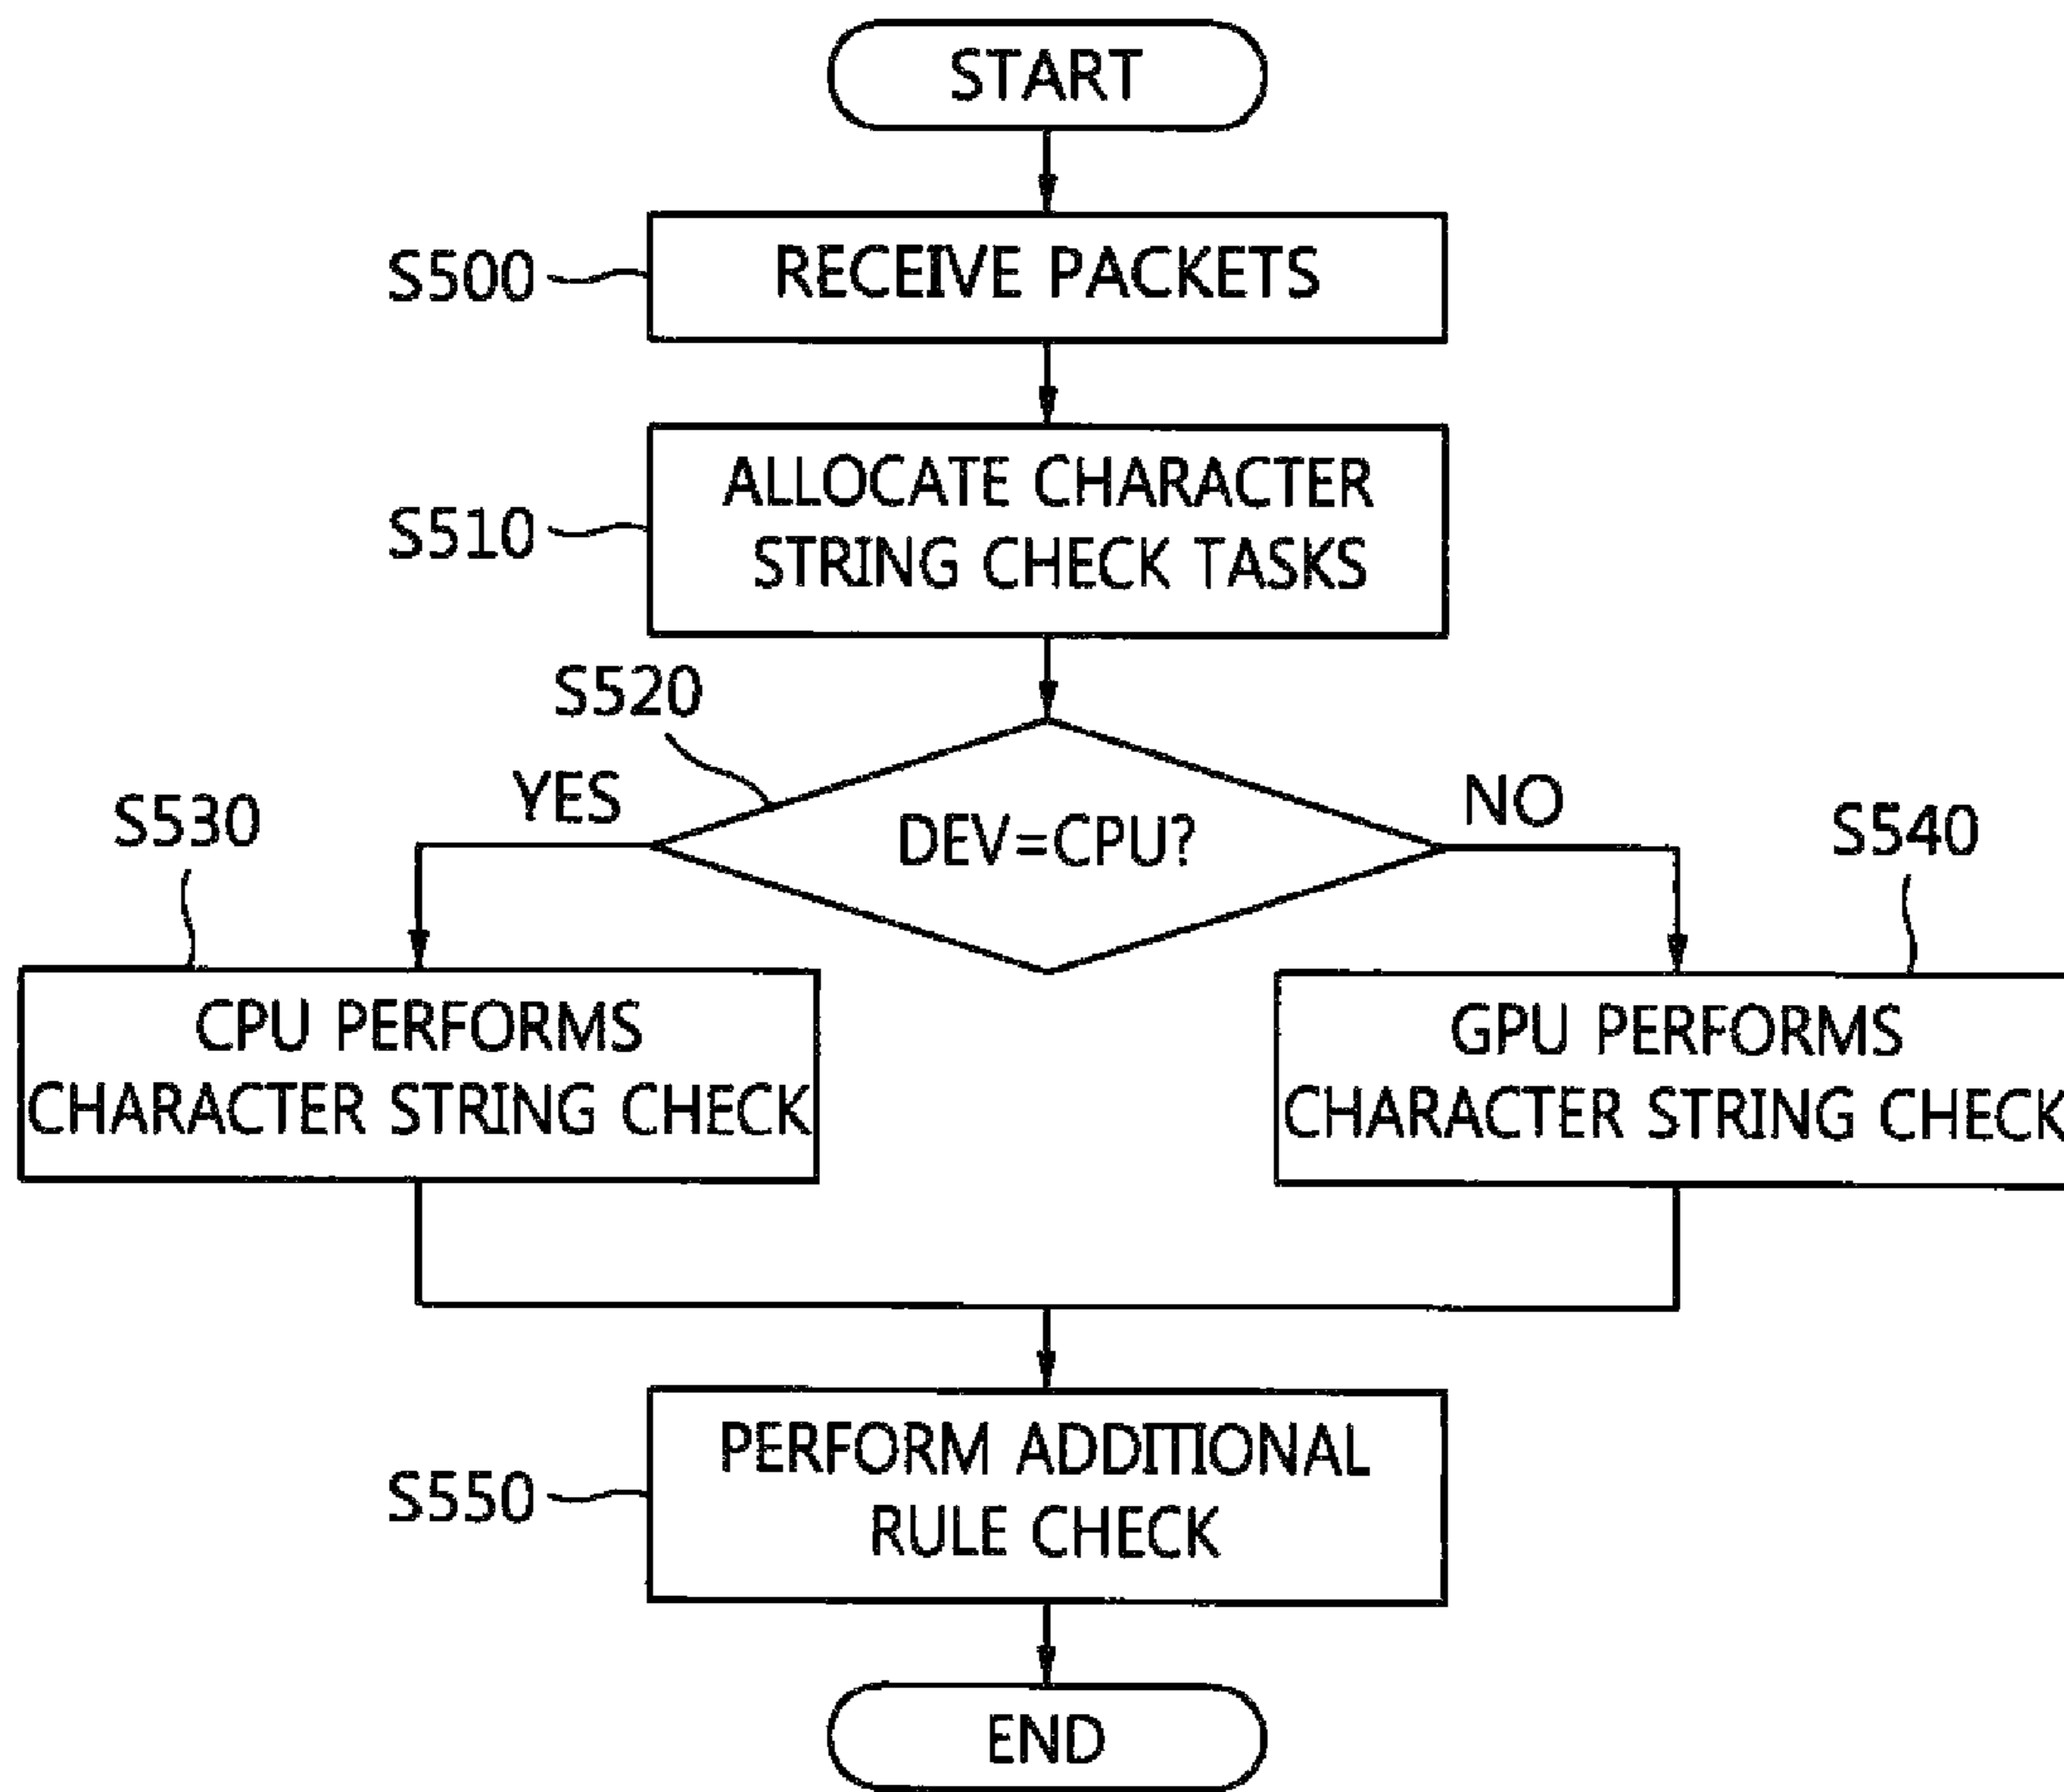 START
S500
RECEIVE PACKETS
S510
ALLOCATE CHARACTER
STRING CHECK TASKS
S520
YES
DEV=CPU?
NO
S530
S540
CPU PERFORMS
CHARACTER STRING CHECK
GPU PERFORMS
CHARACTER STRING CHECK
S550
PERFORM ADDITIONAL
RULE CHECK
END